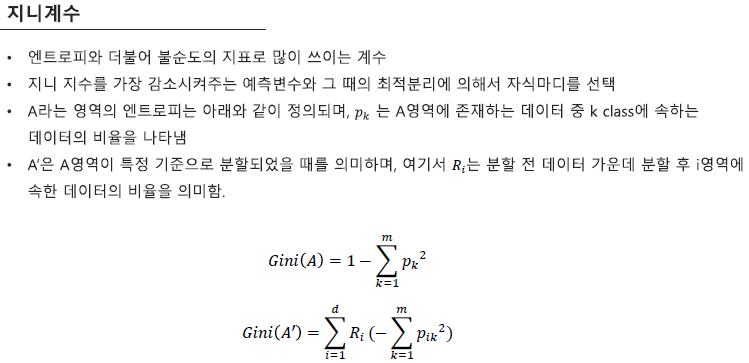 지니계수
• 엔트로피와 더불어 불순도의 지표로 많이 쓰이는 계수
• 지니 지수를 가장 감소시켜주는 예측변수와 그 때의 최적분리에 의해서 자식마디를 선택
• A라는 영역의 엔트로피는 아래와 같이 정의되며, 𝑝ₖ 는 A영역에 존재하는 데이터 중 k class에 속하는
데이터의 비율을 나타냄
• A′은 A영역이 특정 기준으로 분할되었을 때를 의미하며, 여기서 𝑅ᵢ는 분할 전 데이터 가운데 분할 후 i영역에
속한 데이터의 비율을 의미함.
Gini(A) = 1 − ∑_{k=1}^{m} p_k²
Gini(A′) = ∑_{i=1}^{d} R_i (− ∑_{k=1}^{m} p_{ik}²)